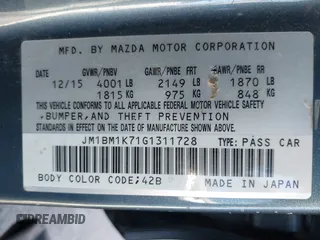 MFD. BY MAZDA MOTOR CORPORATION
GVWR/PNBV GAWR/PNBE FT GAWR/PNBE RR
12/15 4001 LB 2149 LB 1870 LB
1815 KG 975 KG 848 KG
THIS VEHICLE CONFORMS TO ALL APPLICABLE FEDERAL MOTOR VEHICLE SAFETY
,BUMPER,AND THEFT PREVENTION
STANDARDS IN EFFECT ON THE DATE OF MANUFACTURE SHOWN ABOVE.
JM1BM1K71G1311728 TYPE: PASS CAR
BODY COLOR CODE;42B MADE IN JAPAN
CREAMBID